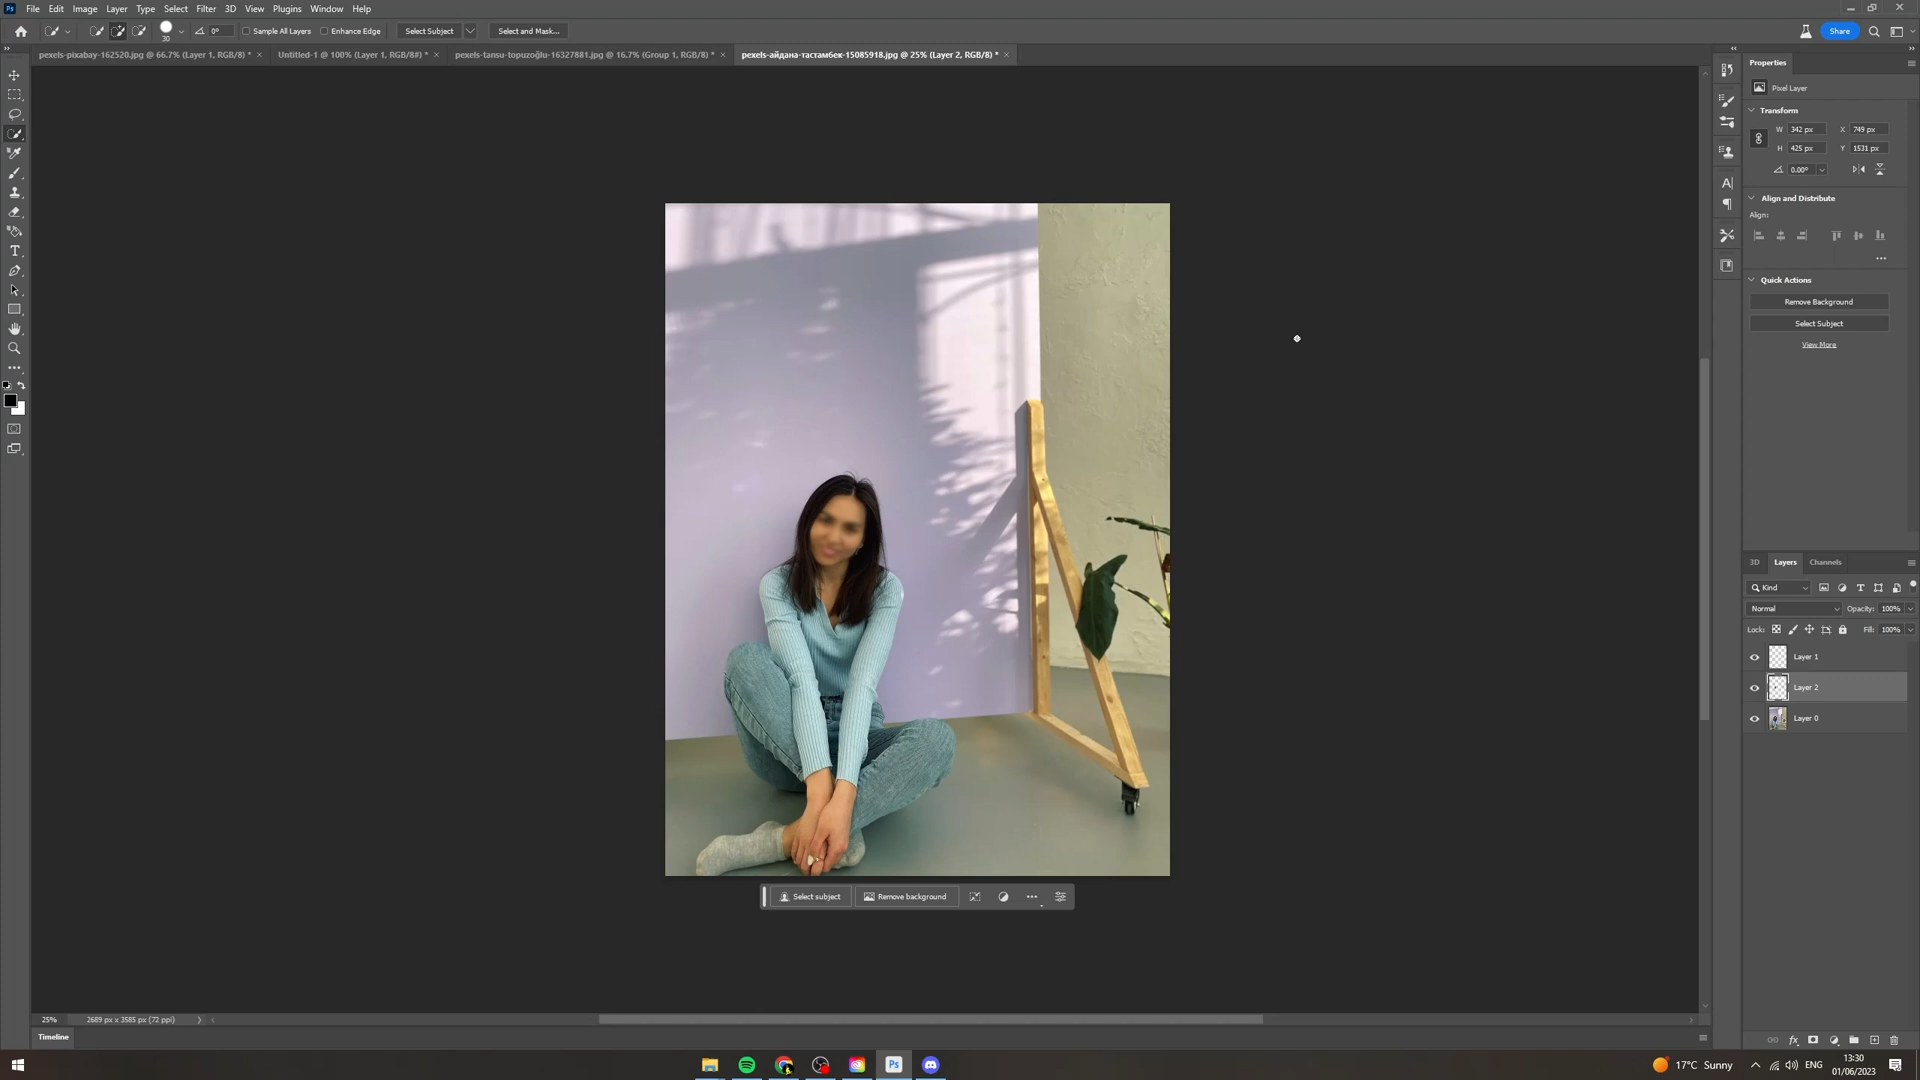 Ps File Edit Image Layer Type Select Filter 3D View Plugins Window Help
30 0° Sample All Layers Enhance Edge Select Subject Select and Mask... Share
pexels-pixabay-162520.jpg @ 66.7% (Layer 1, RGB/8) * Untitled-1 @ 100% (Layer 1, RGB/8#) * pexels-tansu-topuzoğlu-16327881.jpg @ 16.7% (Group 1, RGB/8) * pexels-айдана-тастамбек-15085918.jpg @ 25% (Layer 2, RGB/8) *
Properties
Pixel Layer
Transform
W 342 px X 749 px
H 425 px Y 1531 px
0.00°
Align and Distribute
Align:
Quick Actions
Remove Background
Select Subject
View More
3D Layers Channels
Kind
Normal Opacity: 100%
Lock: Fill: 100%
Layer 1
Layer 2
Layer 0
Select subject Remove background
25% 2689 px x 3585 px (72 ppi)
Timeline
Ps 17°C Sunny ENG 13:30
01/06/2023